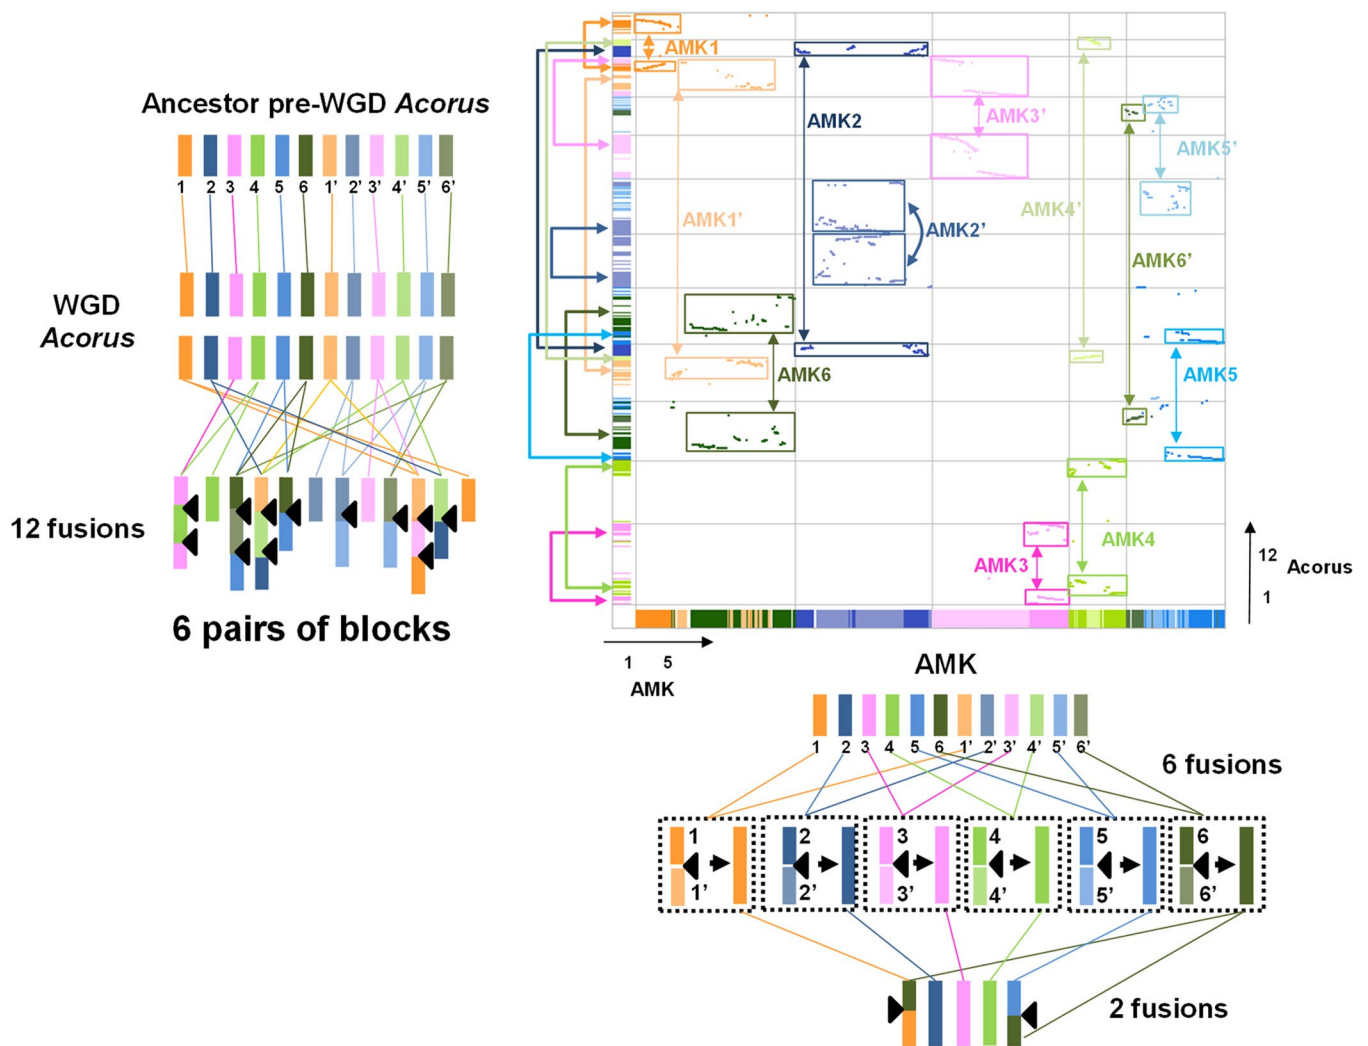 Ancestor pre-WGD Acorus
1 2 3 4 5 6 1’ 2’ 3’ 4’ 5’ 6’
WGD
Acorus
12 fusions
6 pairs of blocks
AMK1
AMK2
AMK3’
AMK5’
AMK1’
AMK2’
AMK4’
AMK6’
AMK6
AMK5
AMK4
AMK3
12
Acorus
1
1 5
AMK
AMK
1 2 3 4 5 6 1’ 2’ 3’ 4’ 5’ 6’
6 fusions
1 2 3 4 5 6
1’ 2’ 3’ 4’ 5’ 6’
2 fusions